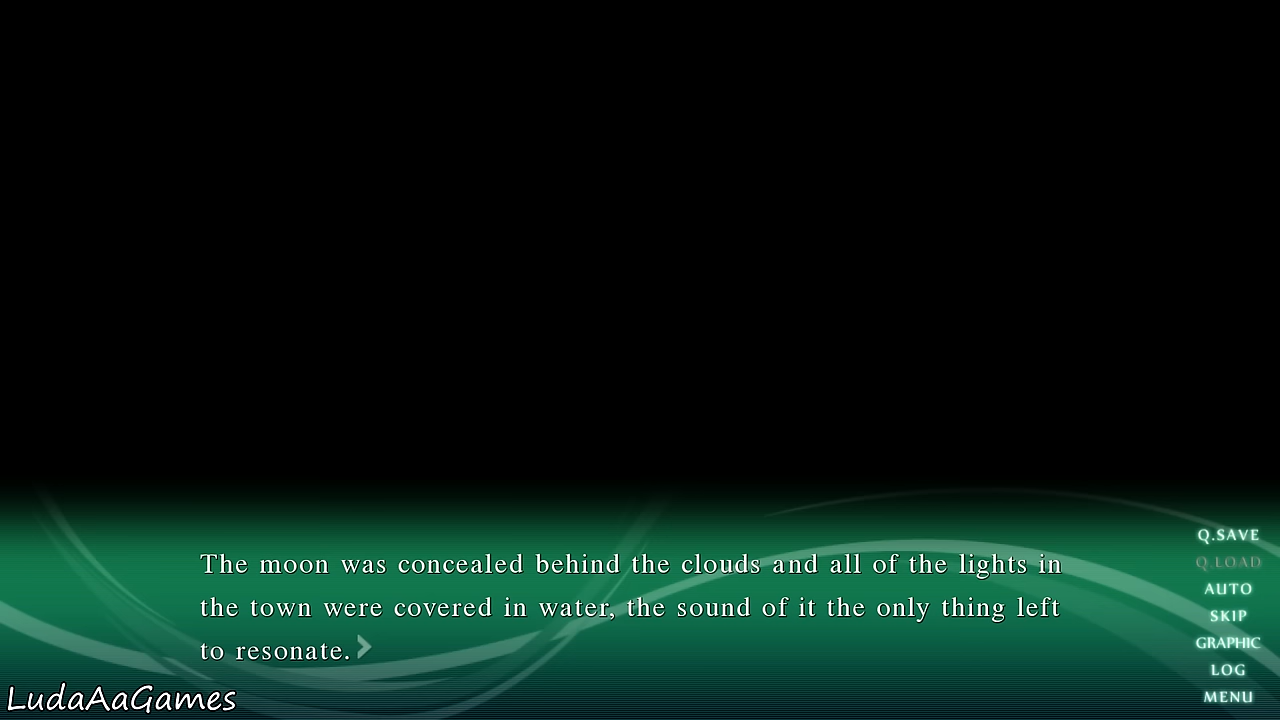 The moon was concealed behind the clouds and all of the lights in
the town were covered in water, the sound of it the only thing left
to resonate.
Q.SAVE
Q.LOAD
AUTO
SKIP
GRAPHIC
LOG
MENU
LudaAaGames